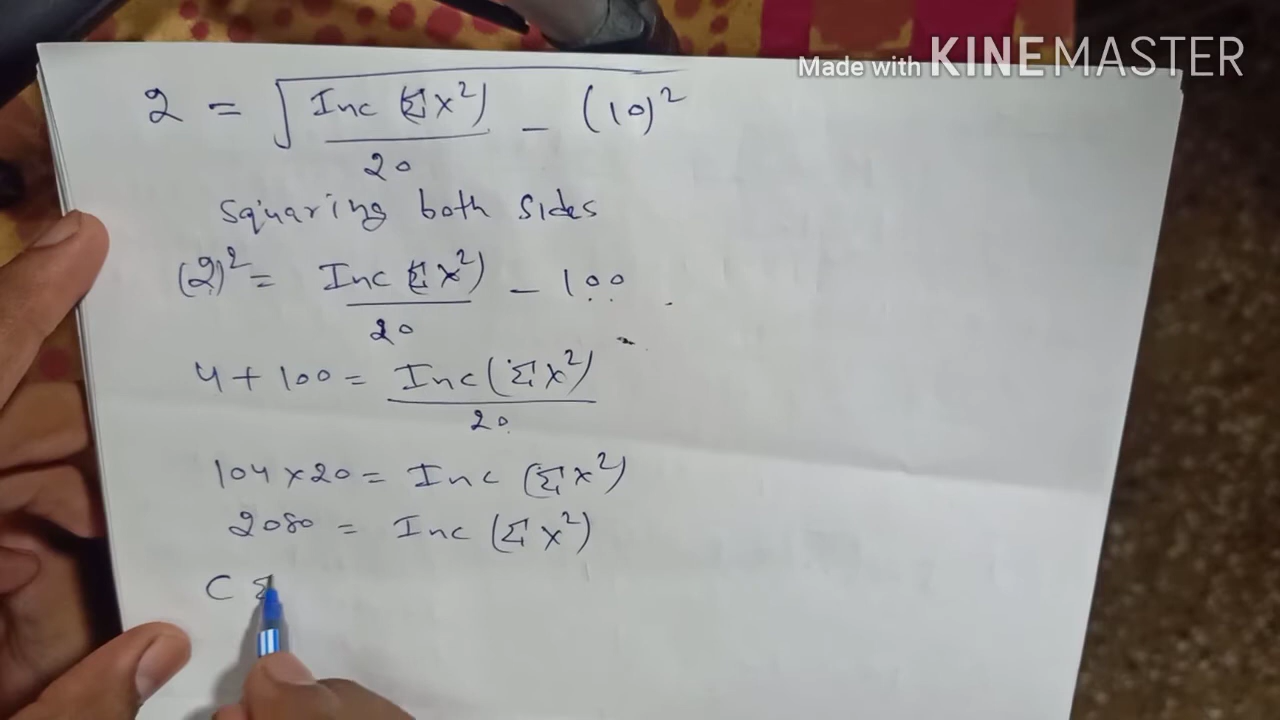 Made with KINEMASTER
2 = √ Inc (Σx²) / 20 - (10)²
squaring both sides
(2)² = Inc (Σx²) / 20 - 100
4 + 100 = Inc (Σx²) / 20
104 x 20 = Inc (Σx²)
2080 = Inc (Σx²)
C Σ